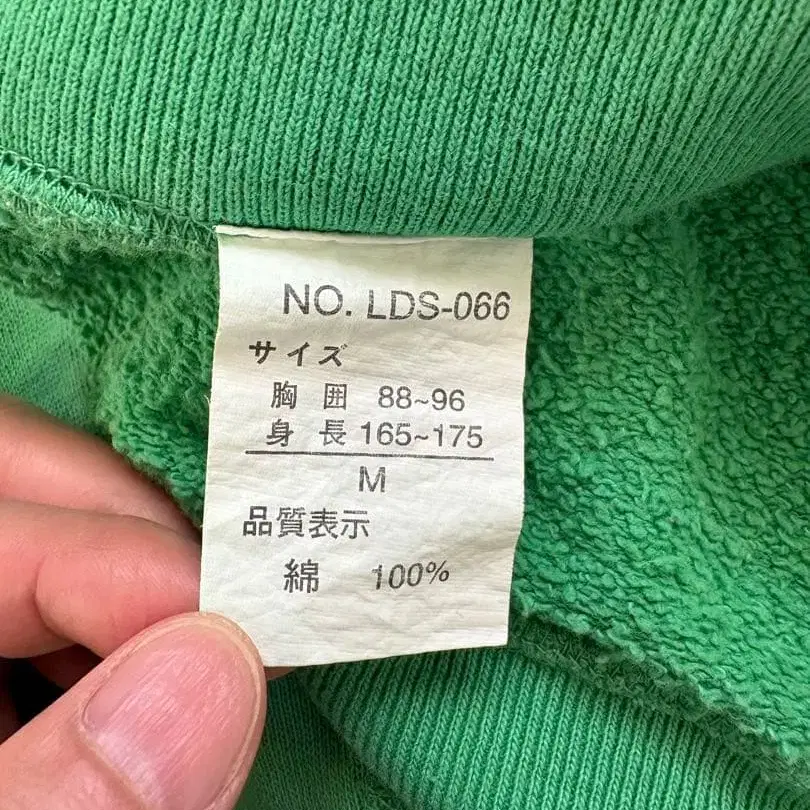 NO. LDS-066
サイズ
胸囲 88~96
身長 165~175
M
品質表示
綿 100%